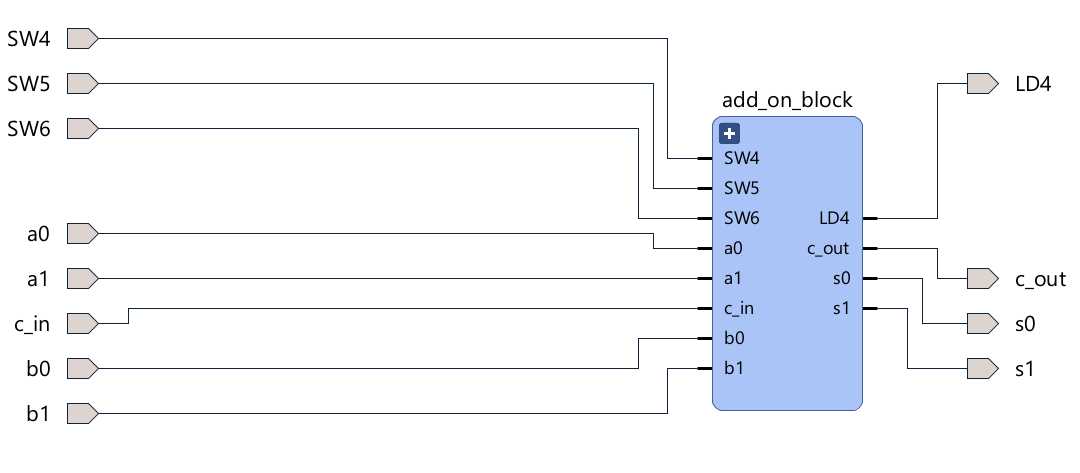 SW4
SW5
SW6
a0
a1
c_in
b0
b1
add_on_block
SW4
SW5
SW6
a0
a1
c_in
b0
b1
LD4
c_out
s0
s1
LD4
c_out
s0
s1